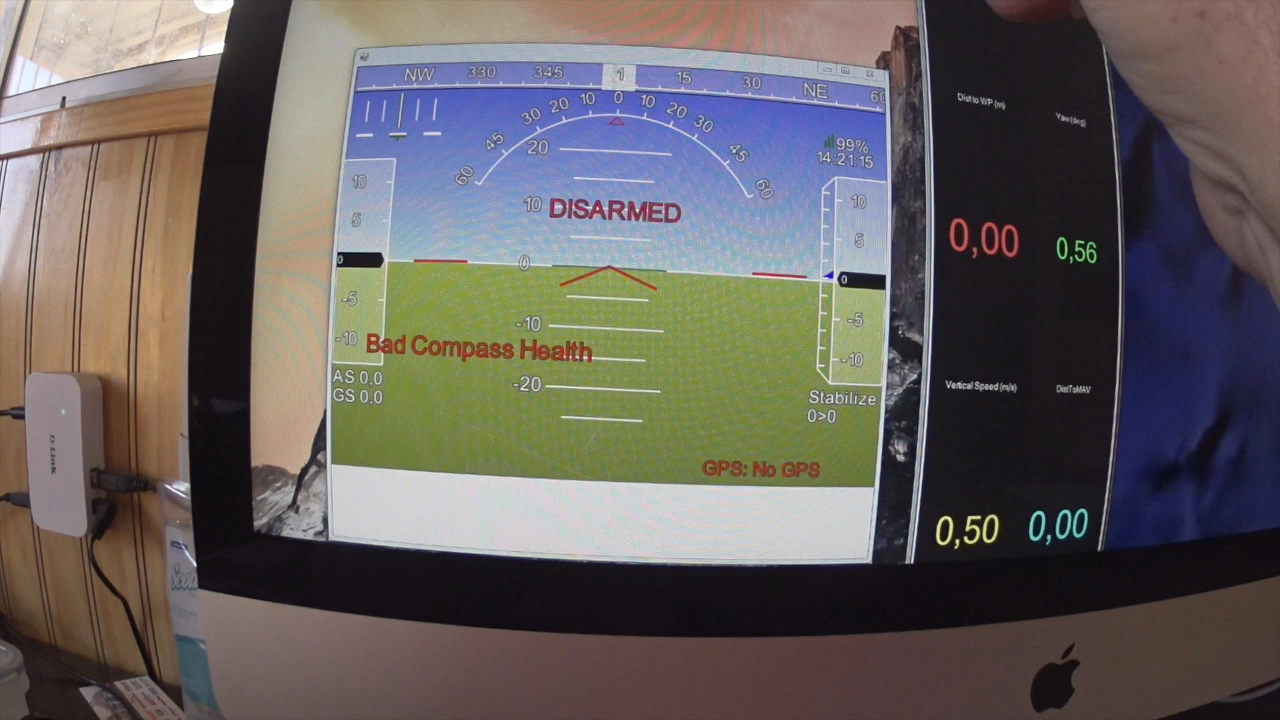 NW 330 345 1 15 30 NE 60
60 45 30 20 10 0 10 20 30 45 60
99%
14:21:15
20
10
DISARMED
0
-10
-20
10
5
0
-5
-10
10
5
0
-5
-10
Bad Compass Health
AS 0,0
GS 0,0
Stabilize
0>0
GPS: No GPS
Dist to WP (m)
Yaw (deg)
0,00
0,56
Vertical Speed (m/s)
DistToMAV
0,50
0,00
D-Link
Scott